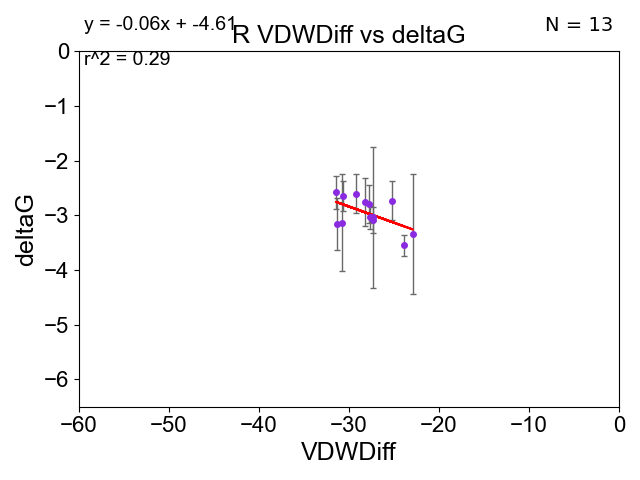 y = -0.06x + -4.61
R VDWDiff vs deltaG
N = 13
r^2 = 0.29
0
−1
−2
−3
−4
−5
−6
deltaG
−60
−50
−40
−30
−20
−10
0
VDWDiff